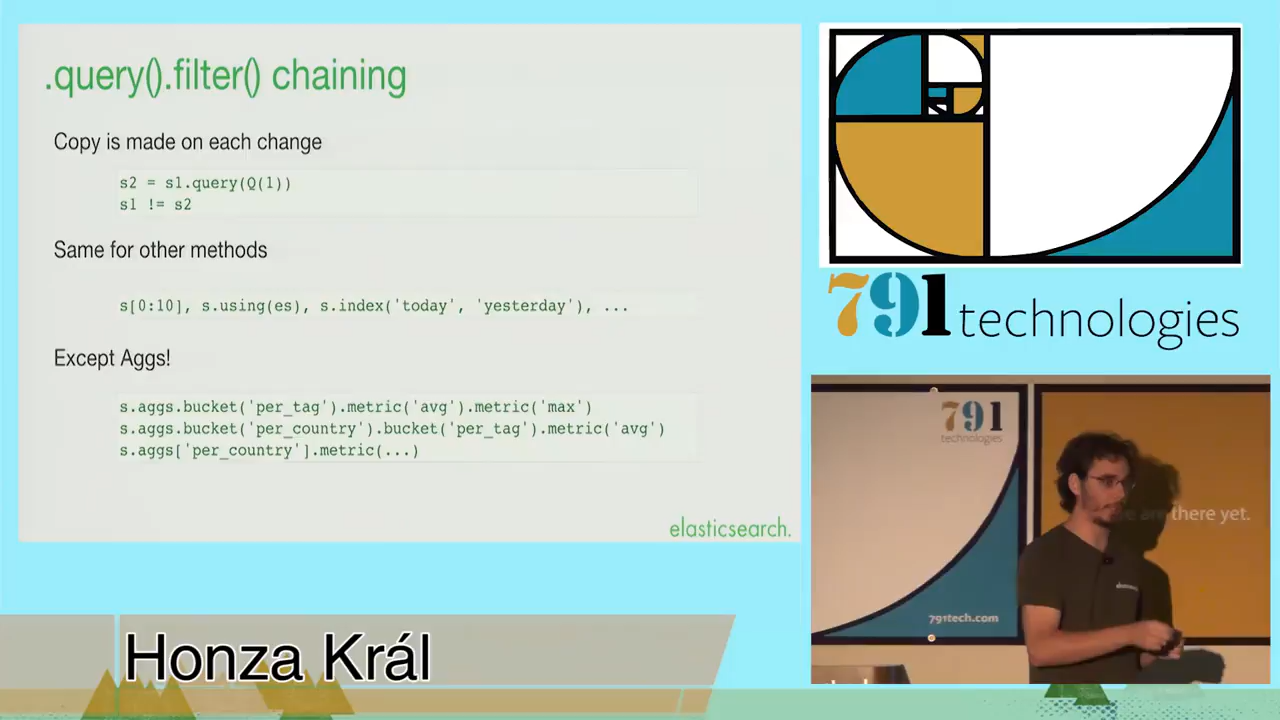 .query().filter() chaining
Copy is made on each change
s2 = s1.query(Q(1))
s1 != s2
Same for other methods
s[0:10], s.using(es), s.index('today', 'yesterday'), ...
Except Aggs!
s.aggs.bucket('per_tag').metric('avg').metric('max')
s.aggs.bucket('per_country').bucket('per_tag').metric('avg')
s.aggs['per_country'].metric(...)
elasticsearch.
791 technologies
791
technologies
there yet.
791tech.com
Honza Král